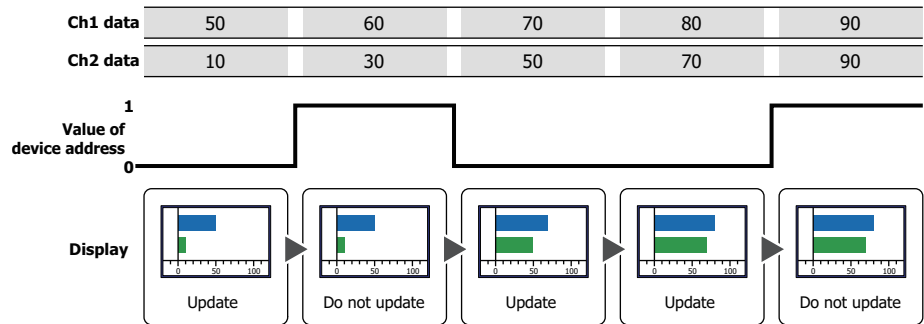 Ch1 data 50 60 70 80 90
Ch2 data 10 30 50 70 90
1
Value of
device address
0
Display
0 50 100 0 50 100 0 50 100 0 50 100 0 50 100
Update Do not update Update Update Do not update